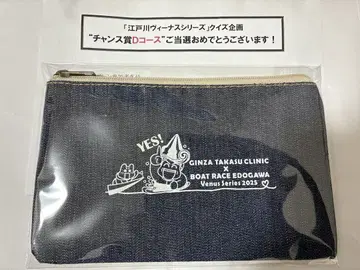 「江戸川ヴィーナスシリーズ」クイズ企画
"チャンス賞Dコース"ご当選おめでとうございます！
YES!
GINZA TAKASU CLINIC
×
BOAT RACE EDOGAWA
Venus Series 2025